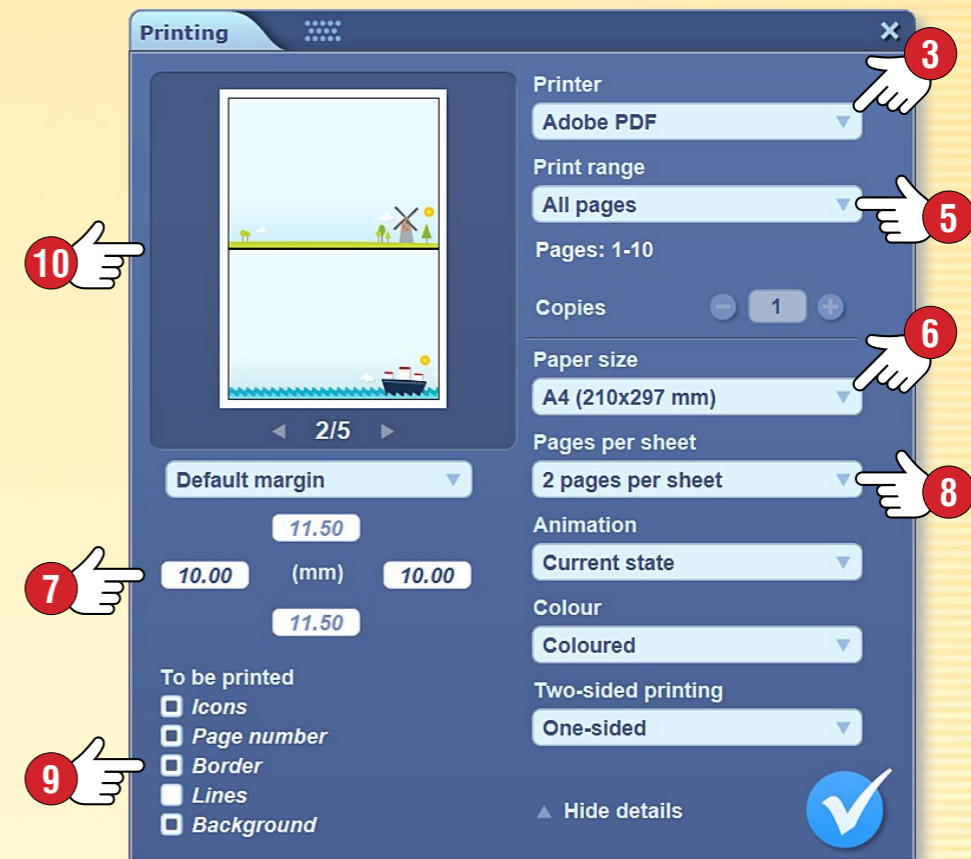 Printing
3
Printer
Adobe PDF
Print range
All pages
5
Pages: 1-10
10
Copies
1
6
Paper size
A4 (210x297 mm)
2/5
Pages per sheet
Default margin
2 pages per sheet
8
11.50
Animation
7
10.00
(mm)
10.00
Current state
11.50
Colour
Coloured
To be printed
Icons
Page number
9
Border
Lines
Background
Two-sided printing
One-sided
Hide details